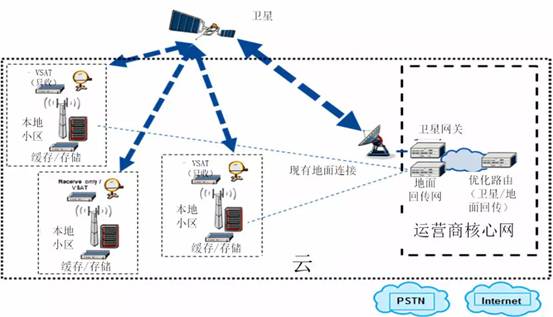 卫星
VSAT
（只收）
本地
小区
缓存/存储
Receive only /
VSAT
本地
小区
缓存/存储
VSAT
（只收）
本地
小区
缓存/存储
现有地面连接
卫星网关
地面
回传网
优化路由
（卫星/地
面回传）
运营商核心网
云
PSTN
Internet